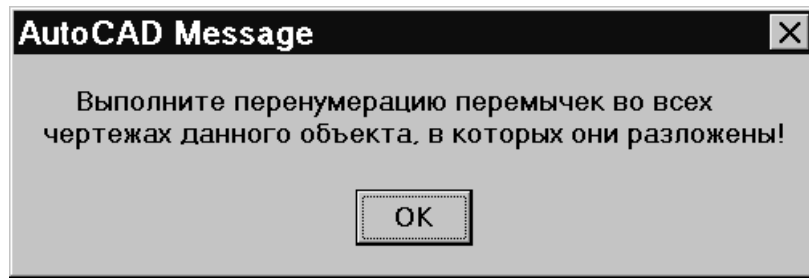 AutoCAD Message
Выполните перенумерацию перемычек во всех
чертежах данного объекта, в которых они разложены!
OK